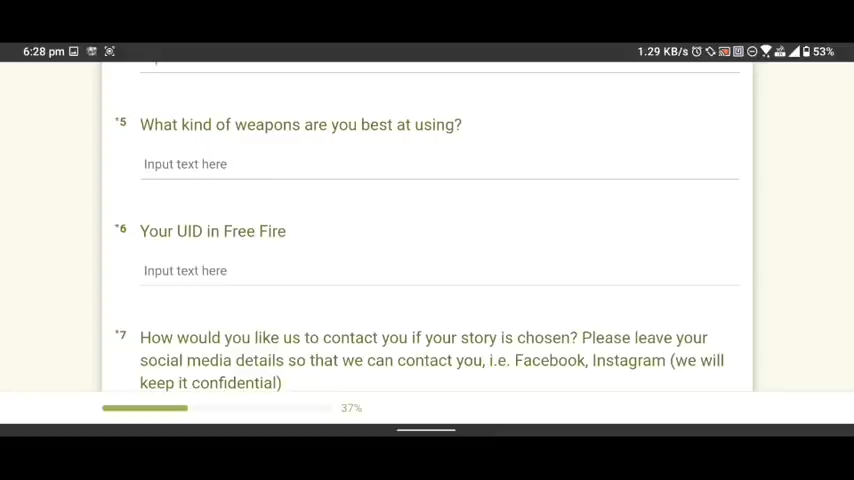 6:28 pm
1.29 KB/s
53%
*5 What kind of weapons are you best at using?
Input text here
*6 Your UID in Free Fire
Input text here
*7 How would you like us to contact you if your story is chosen? Please leave your
social media details so that we can contact you, i.e. Facebook, Instagram (we will
keep it confidential)
37%